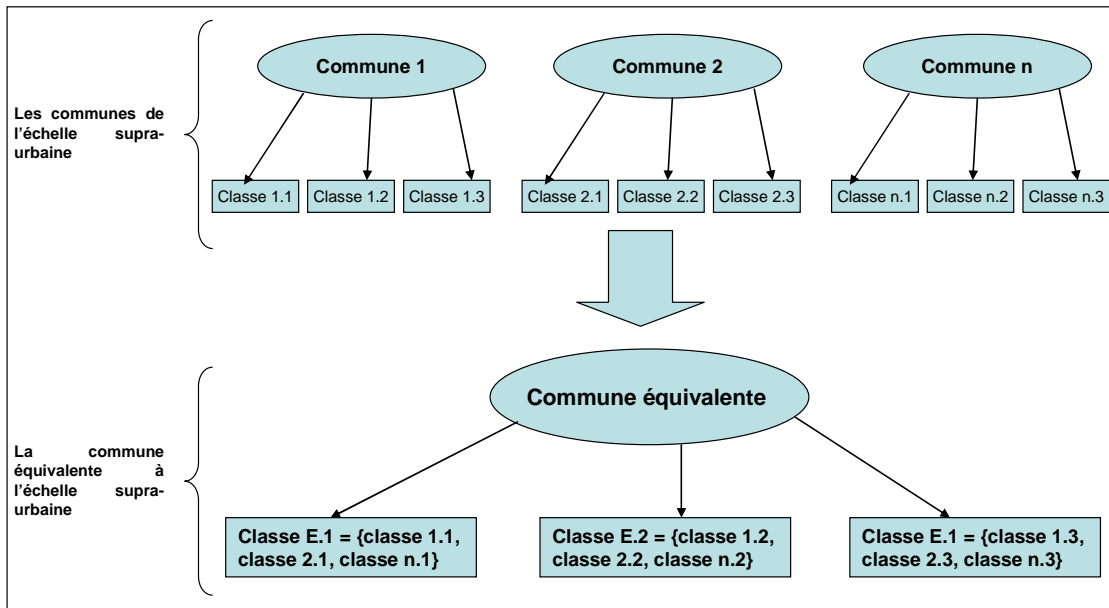 Commune 1
Commune 2
Commune n
Les communes de
l'échelle supra-
urbaine
Classe 1.1
Classe 1.2
Classe 1.3
Classe 2.1
Classe 2.2
Classe 2.3
Classe n.1
Classe n.2
Classe n.3
Commune équivalente
La commune
équivalente à
l'échelle supra-
urbaine
Classe E.1 = {classe 1.1,
classe 2.1, classe n.1}
Classe E.2 = {classe 1.2,
classe 2.2, classe n.2}
Classe E.1 = {classe 1.3,
classe 2.3, classe n.3}